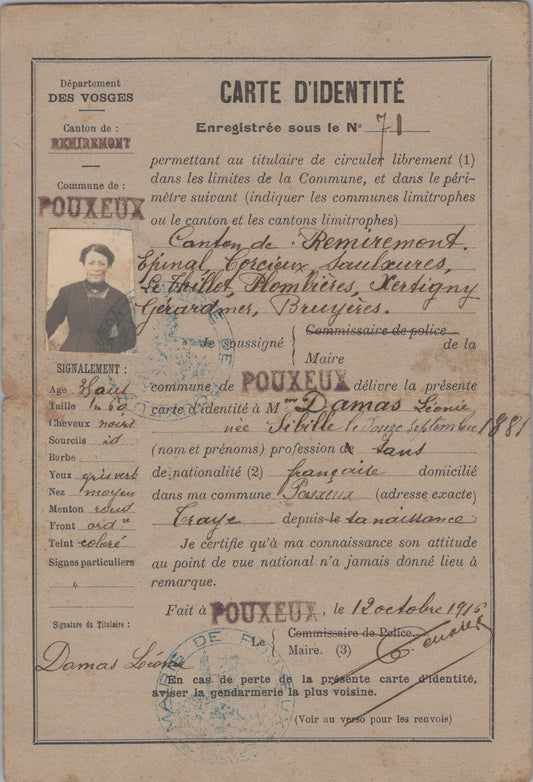 Département
DES VOSGES
Canton de :
REMIREMONT
Commune de :
POUXEUX
SIGNALEMENT :
Age
Taille 1m 60
Cheveux noirs
Sourcils id
Barbe
Yeux gris vert
Nez moyen
Menton rond
Front ord re
Teint coloré
Signes particuliers
Signature du Titulaire :
Damas Léonie
CARTE D'IDENTITÉ
Enregistrée sous le N° 71
permettant au titulaire de circuler librement (1)
dans les limites de la Commune, et dans le péri-
mètre suivant (indiquer les communes limitrophes
ou le canton et les cantons limitrophes)
Canton de : Remiremont.
Epinal, Corcieux Saulxures,
Le Thillot, Plombières, Xertigny
Gérardmer, Bruyères.
Je soussigné { Commissaire de police
Maire de la
commune de POUXEUX délivre la présente
carte d'identité à Mme Damas Léonie
née Sibille le douze septembre 1881
(nom et prénoms) profession de sans
de nationalité (2) française domicilié
dans ma commune Pouxeux (adresse exacte)
Traye depuis le sa naissance
Je certifie qu'à ma connaissance son attitude
au point de vue national n'a jamais donné lieu à
remarque.
Fait à POUXEUX, le 12 octobre 1916
Le { Commissaire de Police.
Maire. (3)
En cas de perte de la présente carte d'identité,
aviser la gendarmerie la plus voisine.
(Voir au verso pour les renvois)
MAIRIE DE POUXEUX